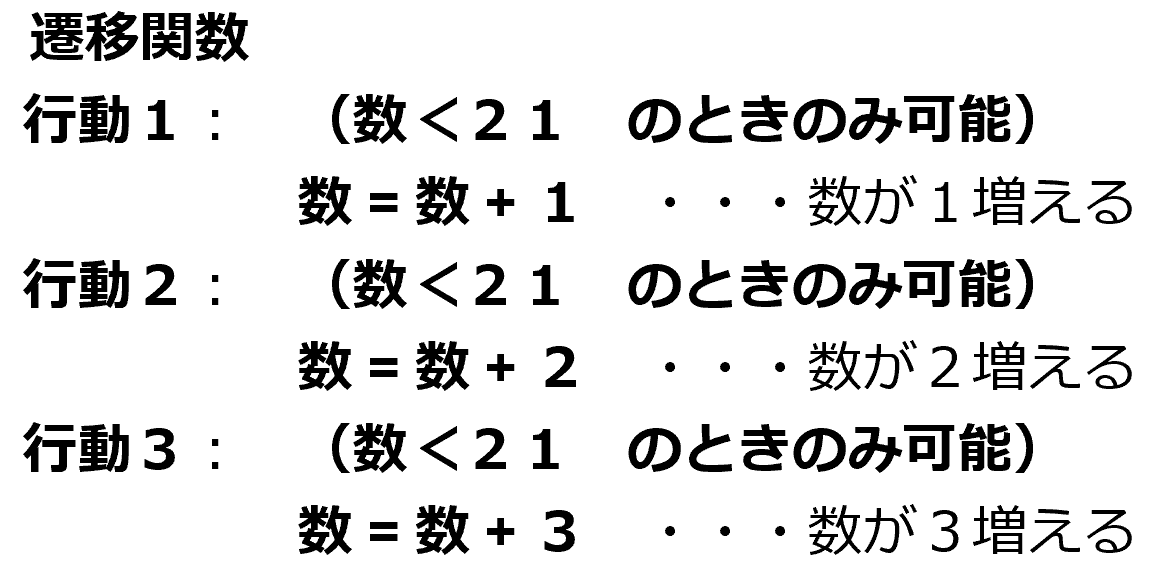 遷移関数
行動１： （数＜２１ のときのみ可能）
数＝数＋１ ・・・数が１増える
行動２： （数＜２１ のときのみ可能）
数＝数＋２ ・・・数が２増える
行動３： （数＜２１ のときのみ可能）
数＝数＋３ ・・・数が３増える